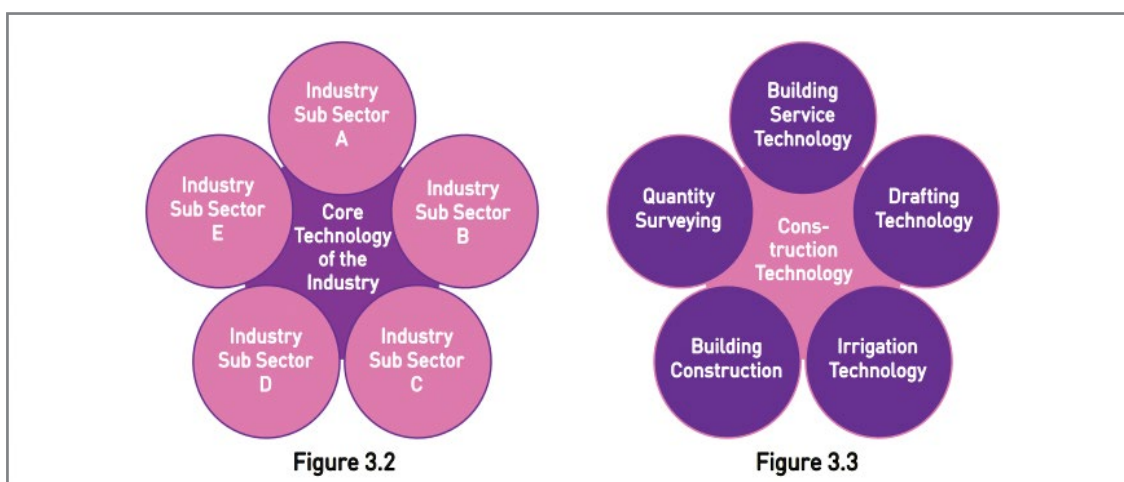 Industry
Sub Sector
A
Industry
Sub Sector
B
Industry
Sub Sector
C
Industry
Sub Sector
D
Industry
Sub Sector
E
Core
Technology
of the
Industry
Figure 3.2
Building
Service
Technology
Drafting
Technology
Irrigation
Technology
Building
Construction
Quantity
Surveying
Cons-
truction
Technology
Figure 3.3